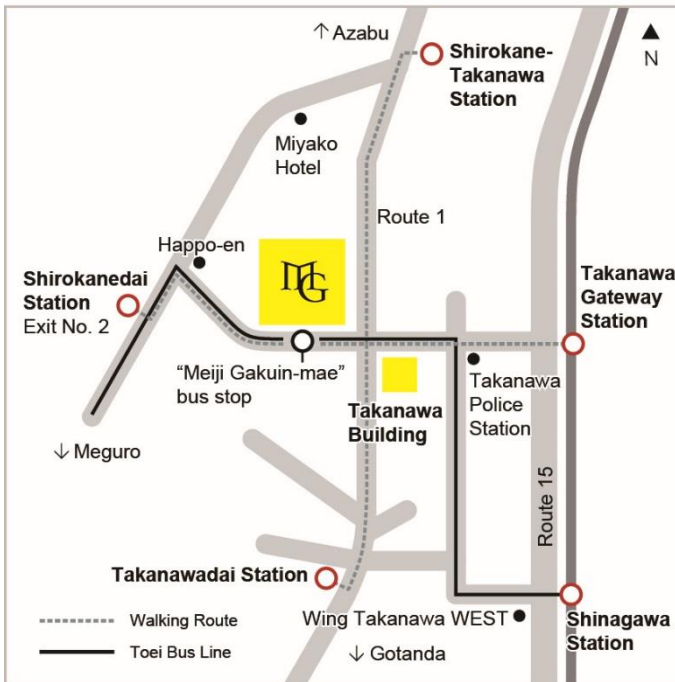 ↑ Azabu
Shirokane-
Takanawa
Station
N
Miyako
Hotel
Route 1
Happo-en
MG
Shirokanedai
Station
Exit No. 2
Takanawa
Gateway
Station
"Meiji Gakuin-mae"
bus stop
Takanawa
Building
Takanawa
Police
Station
↓ Meguro
Route 15
Takanawadai Station
Wing Takanawa WEST
Shinagawa
Station
Walking Route
Toei Bus Line
↓ Gotanda